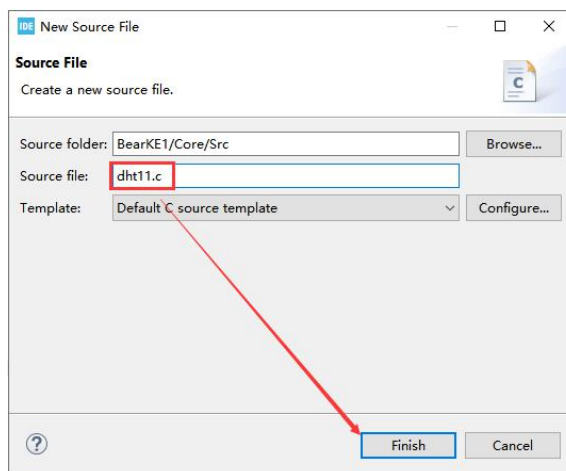 IDE New Source File
Source File
Create a new source file.
c
Source folder: BearKE1/Core/Src Browse...
Source file: dht11.c
Template: Default C source template Configure...
? Finish Cancel